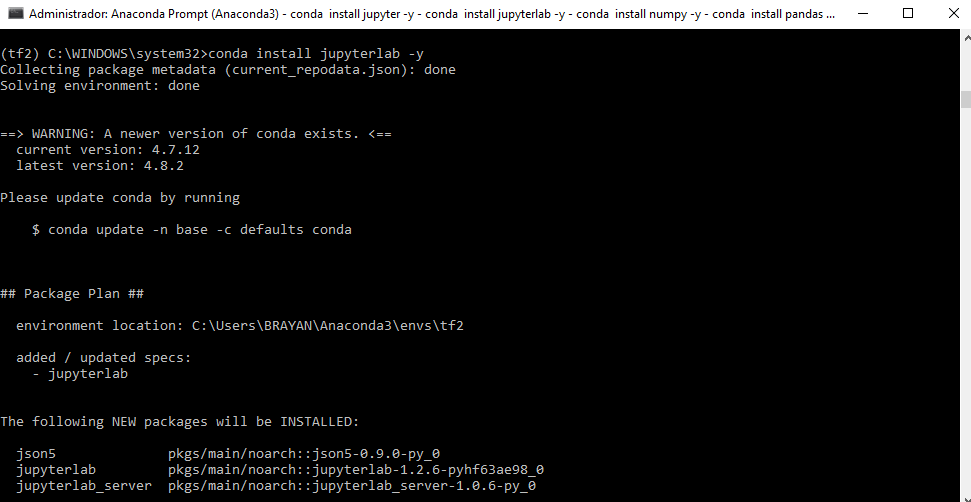 Administrador: Anaconda Prompt (Anaconda3) - conda install jupyter -y - conda install jupyterlab -y - conda install numpy -y - conda install pandas ...
(tf2) C:\WINDOWS\system32>conda install jupyterlab -y
Collecting package metadata (current_repodata.json): done
Solving environment: done
==> WARNING: A newer version of conda exists. <==
current version: 4.7.12
latest version: 4.8.2
Please update conda by running
$ conda update -n base -c defaults conda
## Package Plan ##
environment location: C:\Users\BRAYAN\Anaconda3\envs\tf2
added / updated specs:
- jupyterlab
The following NEW packages will be INSTALLED:
json5 pkgs/main/noarch::json5-0.9.0-py_0
jupyterlab pkgs/main/noarch::jupyterlab-1.2.6-pyhf63ae98_0
jupyterlab_server pkgs/main/noarch::jupyterlab_server-1.0.6-py_0